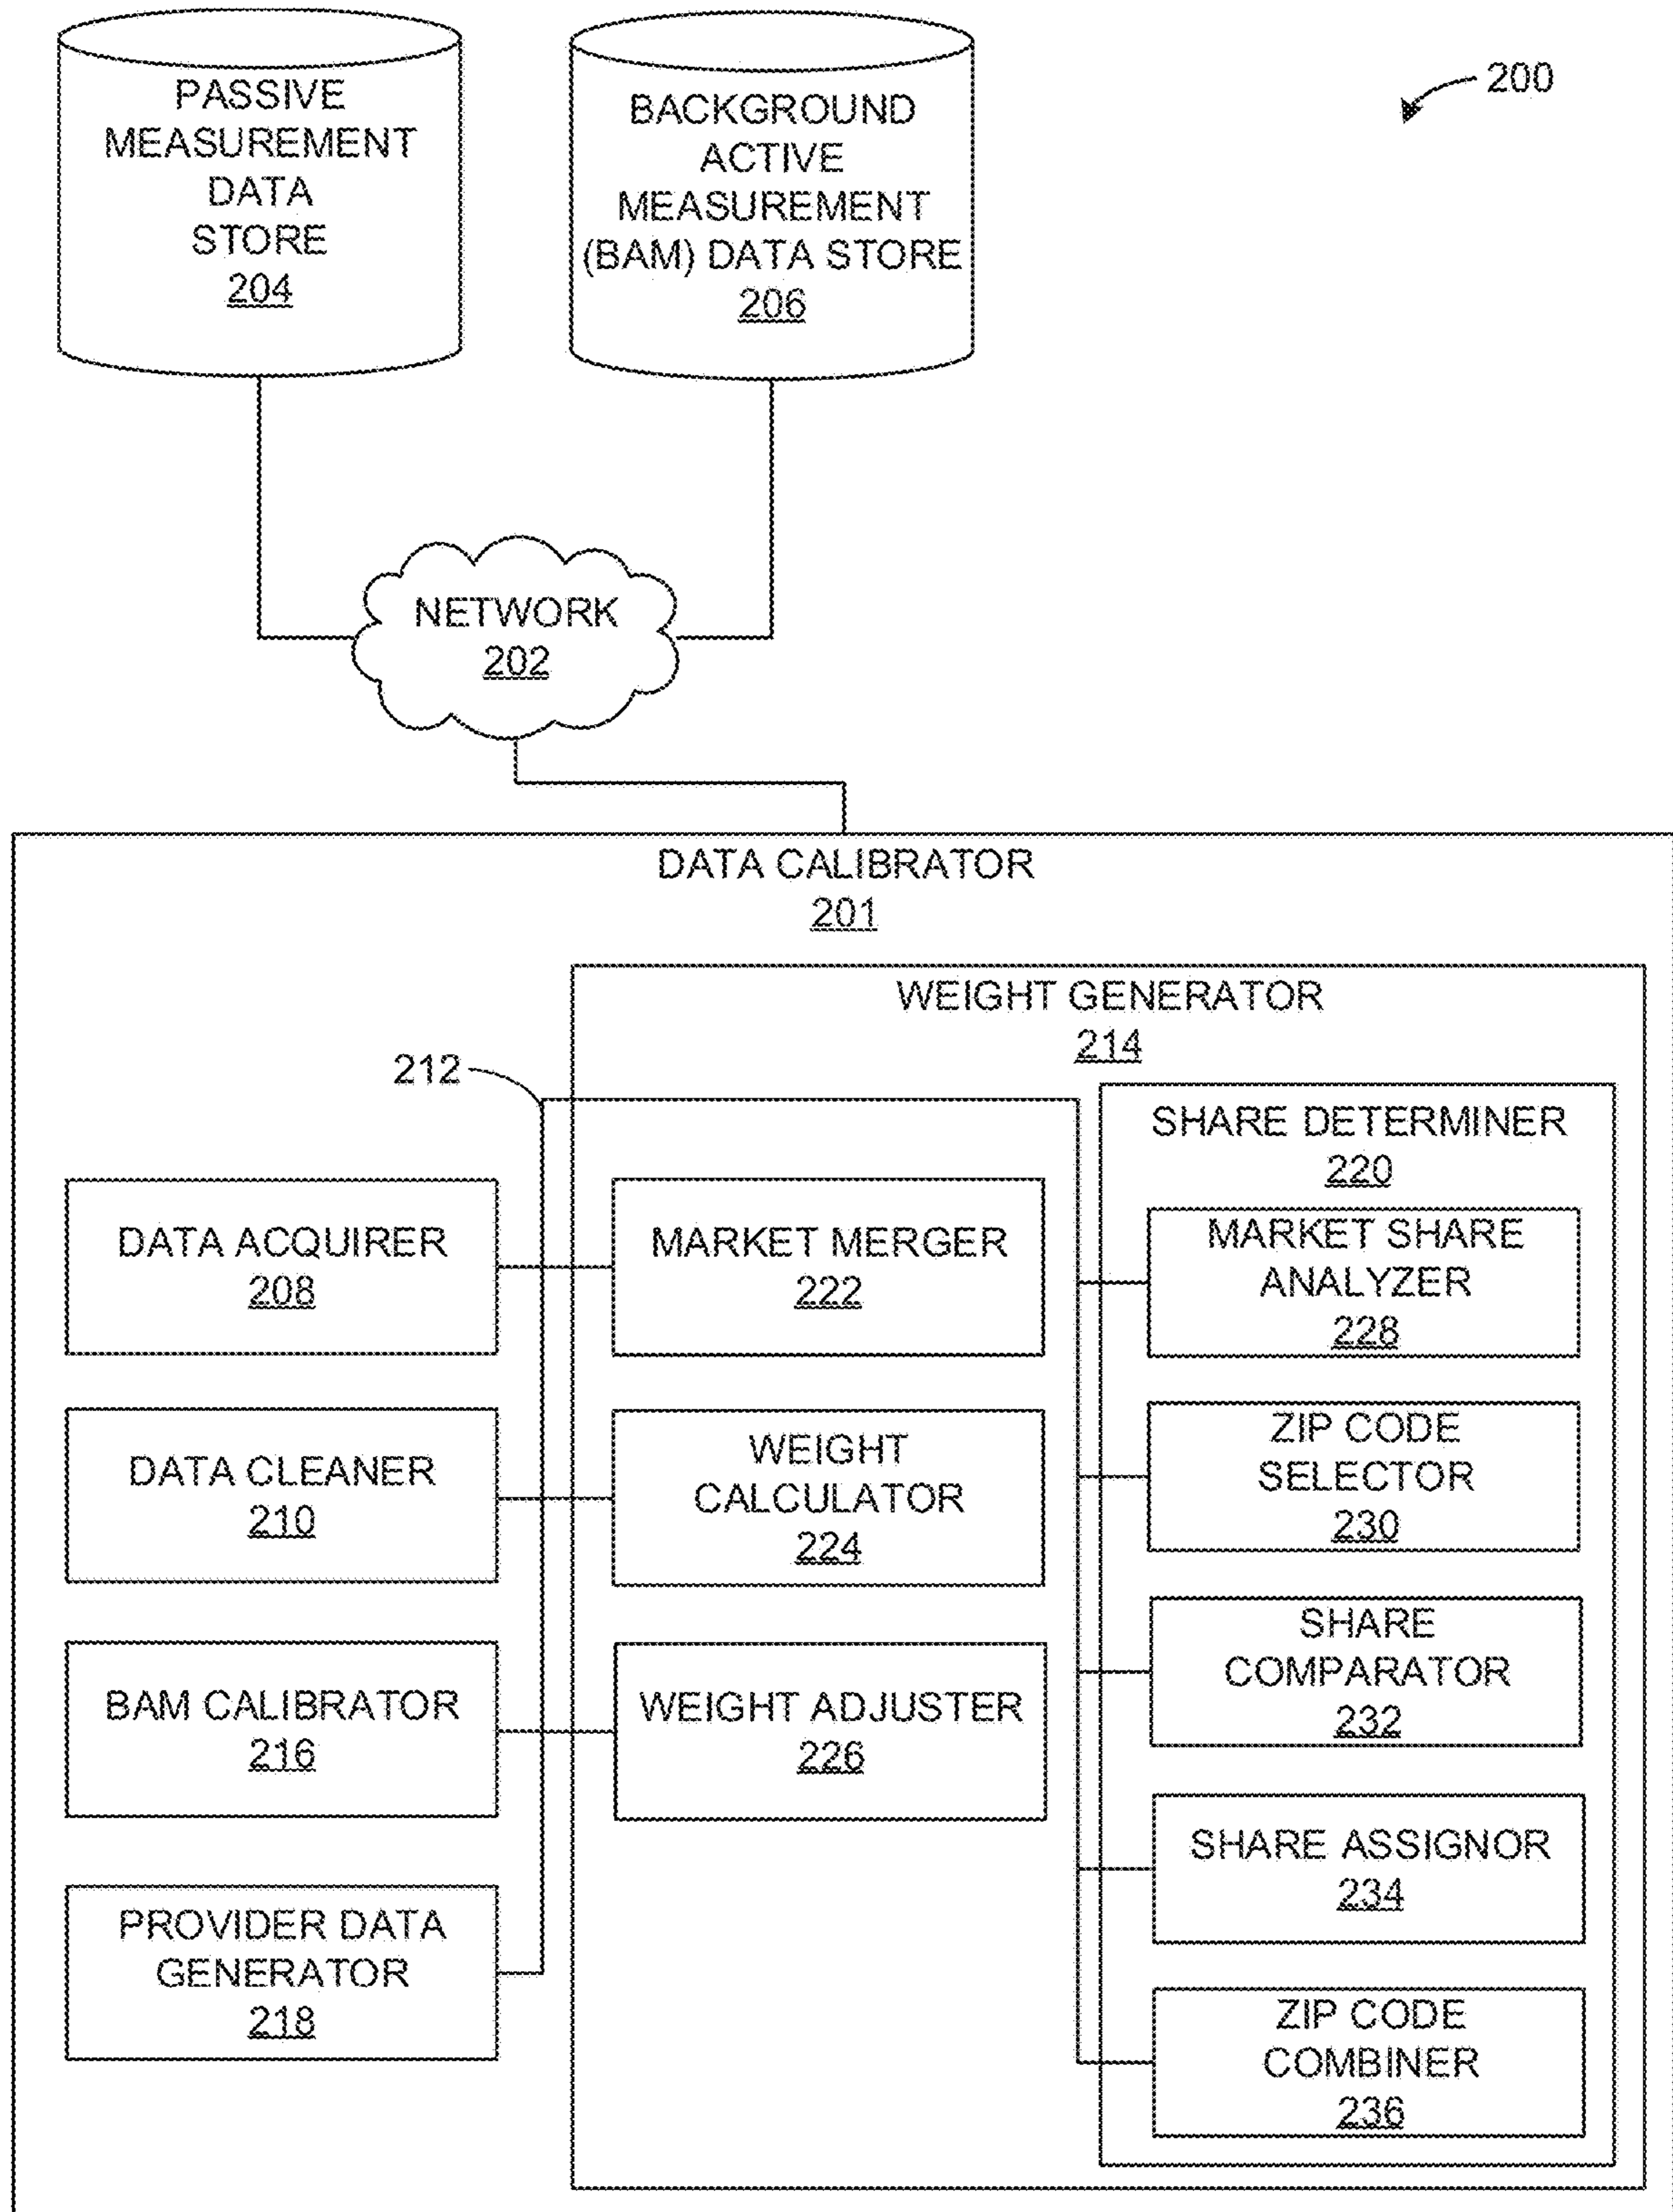 PASSIVE
MEASUREMENT
DATA
STORE
204
BACKGROUND
ACTIVE
MEASUREMENT
(BAM) DATA STORE
206
200
NETWORK
202
DATA CALIBRATOR
201
WEIGHT GENERATOR
214
212
SHARE DETERMINER
220
DATA ACQUIRER
208
MARKET MERGER
222
MARKET SHARE
ANALYZER
228
DATA CLEANER
210
WEIGHT
CALCULATOR
224
ZIP CODE
SELECTOR
230
BAM CALIBRATOR
216
WEIGHT ADJUSTER
226
SHARE
COMPARATOR
232
SHARE ASSIGNOR
234
PROVIDER DATA
GENERATOR
218
ZIP CODE
COMBINER
236